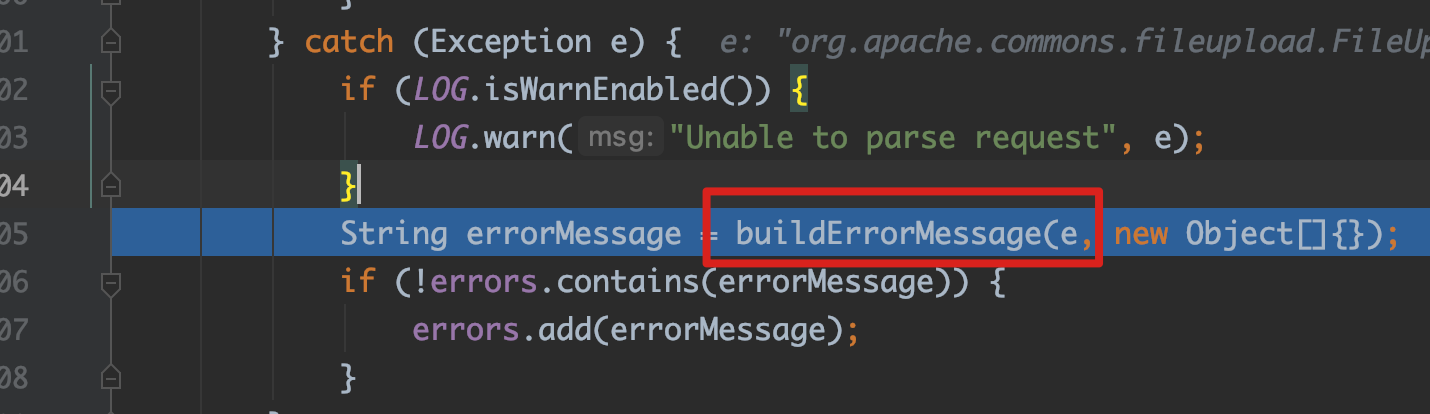 01 } catch (Exception e) { e: "org.apache.commons.fileupload.FileUp
02 if (LOG.isWarnEnabled()) {
03 LOG.warn( msg: "Unable to parse request", e);
04 }
05 String errorMessage = buildErrorMessage(e, new Object[]{});
06 if (!errors.contains(errorMessage)) {
07 errors.add(errorMessage);
08 }